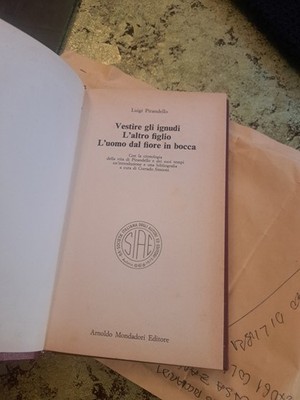 Luigi Pirandello
Vestire gli ignudi
L'altro figlio
L'uomo dal fiore in bocca
Con la cronologia
della vita di Pirandello e dei suoi tempi
un'introduzione e una bibliografia
a cura di Corrado Simioni
SIAE
Arnoldo Mondadori Editore